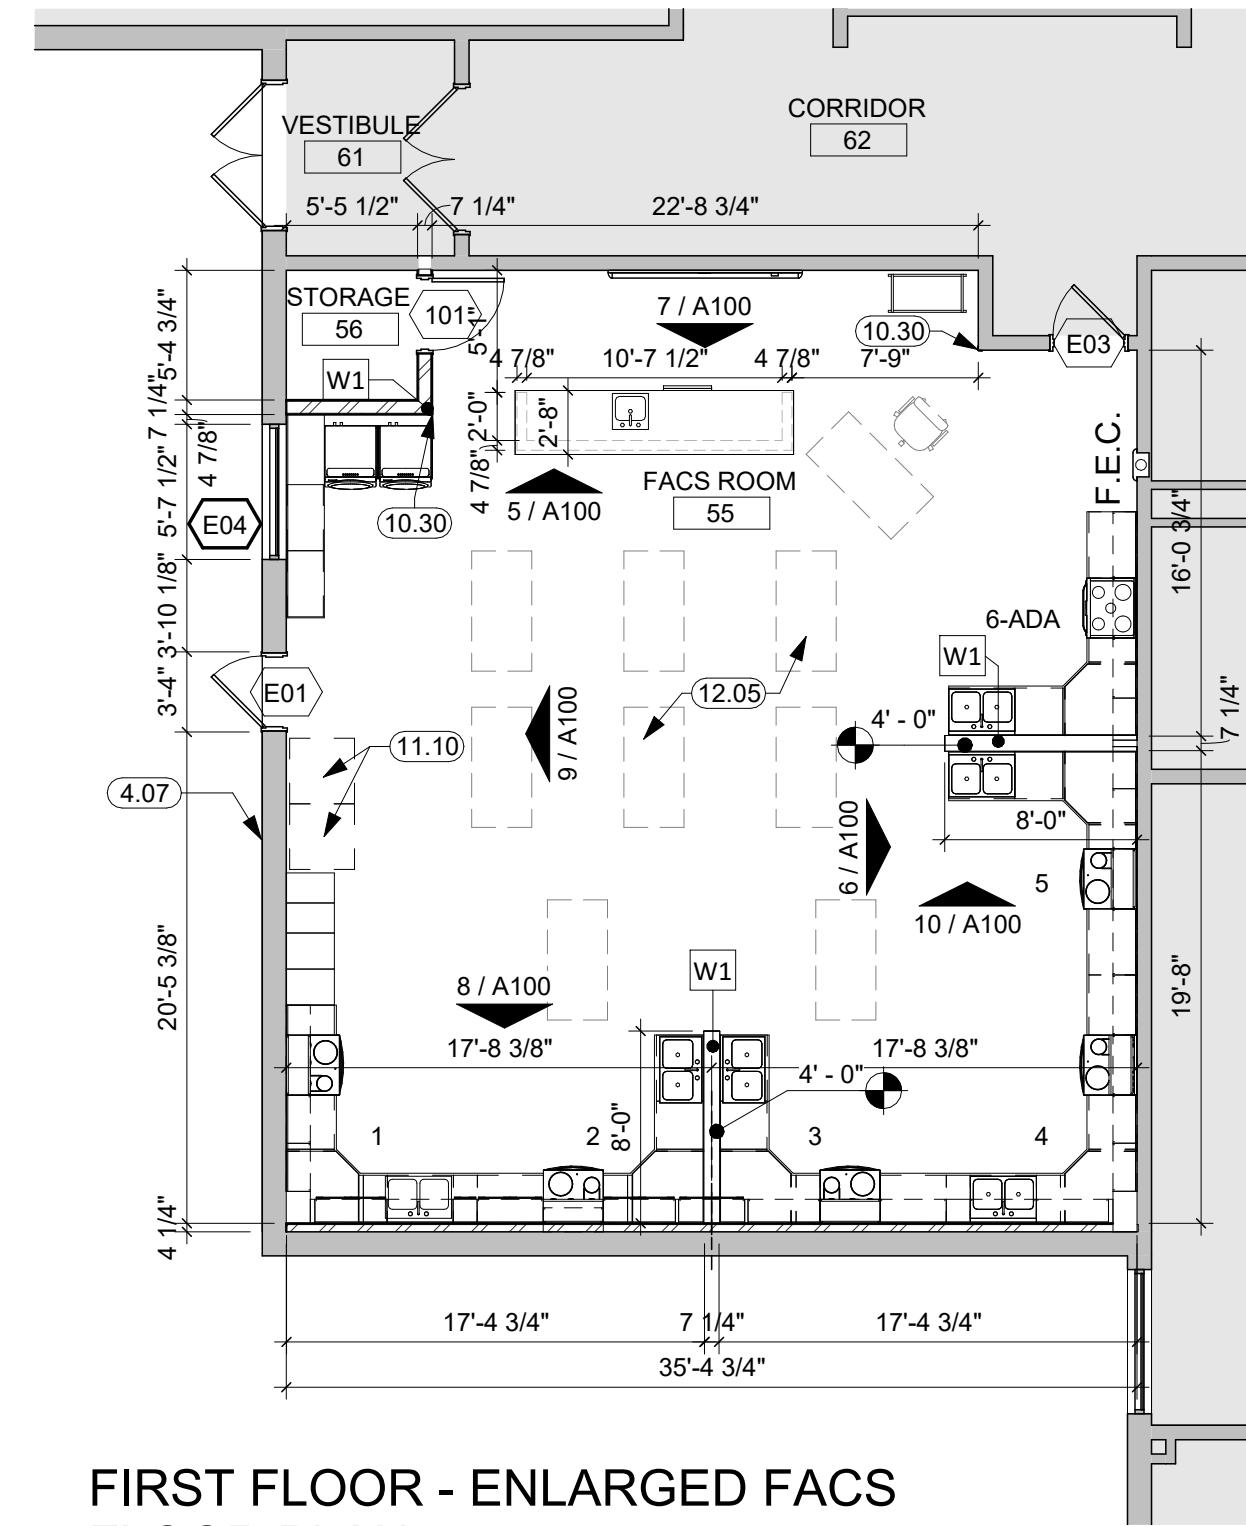 VESTIBULE
61
CORRIDOR
62
5'-5 1/2"
7 1/4"
22'-8 3/4"
STORAGE
56
101
5'-1"
7 / A100
10.30
E03
W1
4 7/8"
10'-7 1/2"
4 7/8"
7'-9"
5'-4 3/4"
7 1/4"
4 7/8"
5'-7 1/2"
3'-10 1/8"
3'-4"
20'-5 3/8"
4 1/4"
2'-0"
4 7/8"
2'-8"
F.E.C.
FACS ROOM
55
5 / A100
10.30
E04
16'-0 3/4"
6-ADA
W1
E01
12.05
4' - 0"
7 1/4"
9 / A100
11.10
4.07
8'-0"
6 / A100
5
10 / A100
W1
8 / A100
19'-8"
17'-8 3/8"
17'-8 3/8"
4' - 0"
8'-0"
1
2
3
4
17'-4 3/4"
7 1/4"
17'-4 3/4"
35'-4 3/4"
FIRST FLOOR - ENLARGED FACS